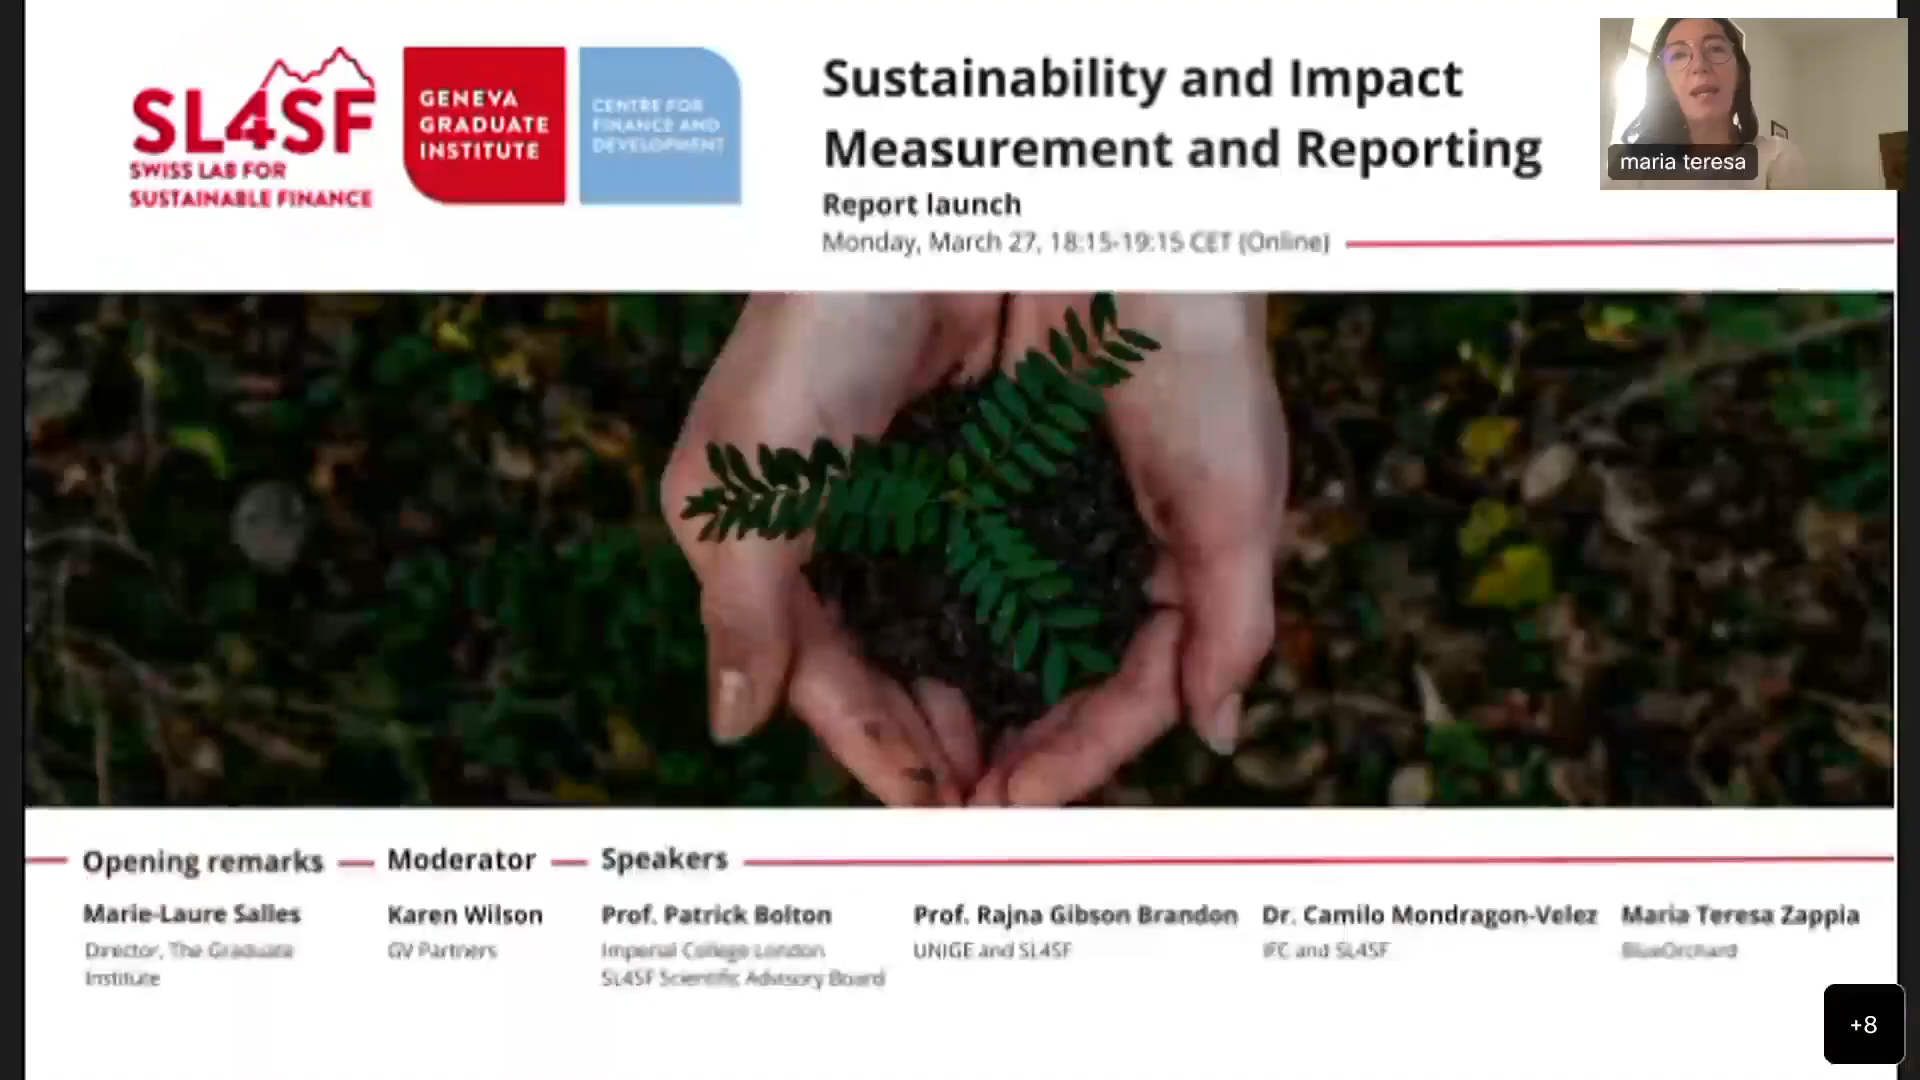 SL4SF
SWISS LAB FOR
SUSTAINABLE FINANCE
GENEVA
GRADUATE
INSTITUTE
CENTRE FOR
FINANCE AND
DEVELOPMENT
Sustainability and Impact
Measurement and Reporting
Report launch
Monday, March 27, 18:15-19:15 CET (Online)
maria teresa
Opening remarks
Marie-Laure Salles
Director, The Graduate
Institute
Moderator
Karen Wilson
GV Partners
Speakers
Prof. Patrick Bolton
Imperial College London
SL4SF Scientific Advisory Board
Prof. Rajna Gibson Brandon
UNIGE and SL4SF
Dr. Camilo Mondragon-Velez
IFC and SL4SF
Maria Teresa Zappia
BlueOrchard
+8